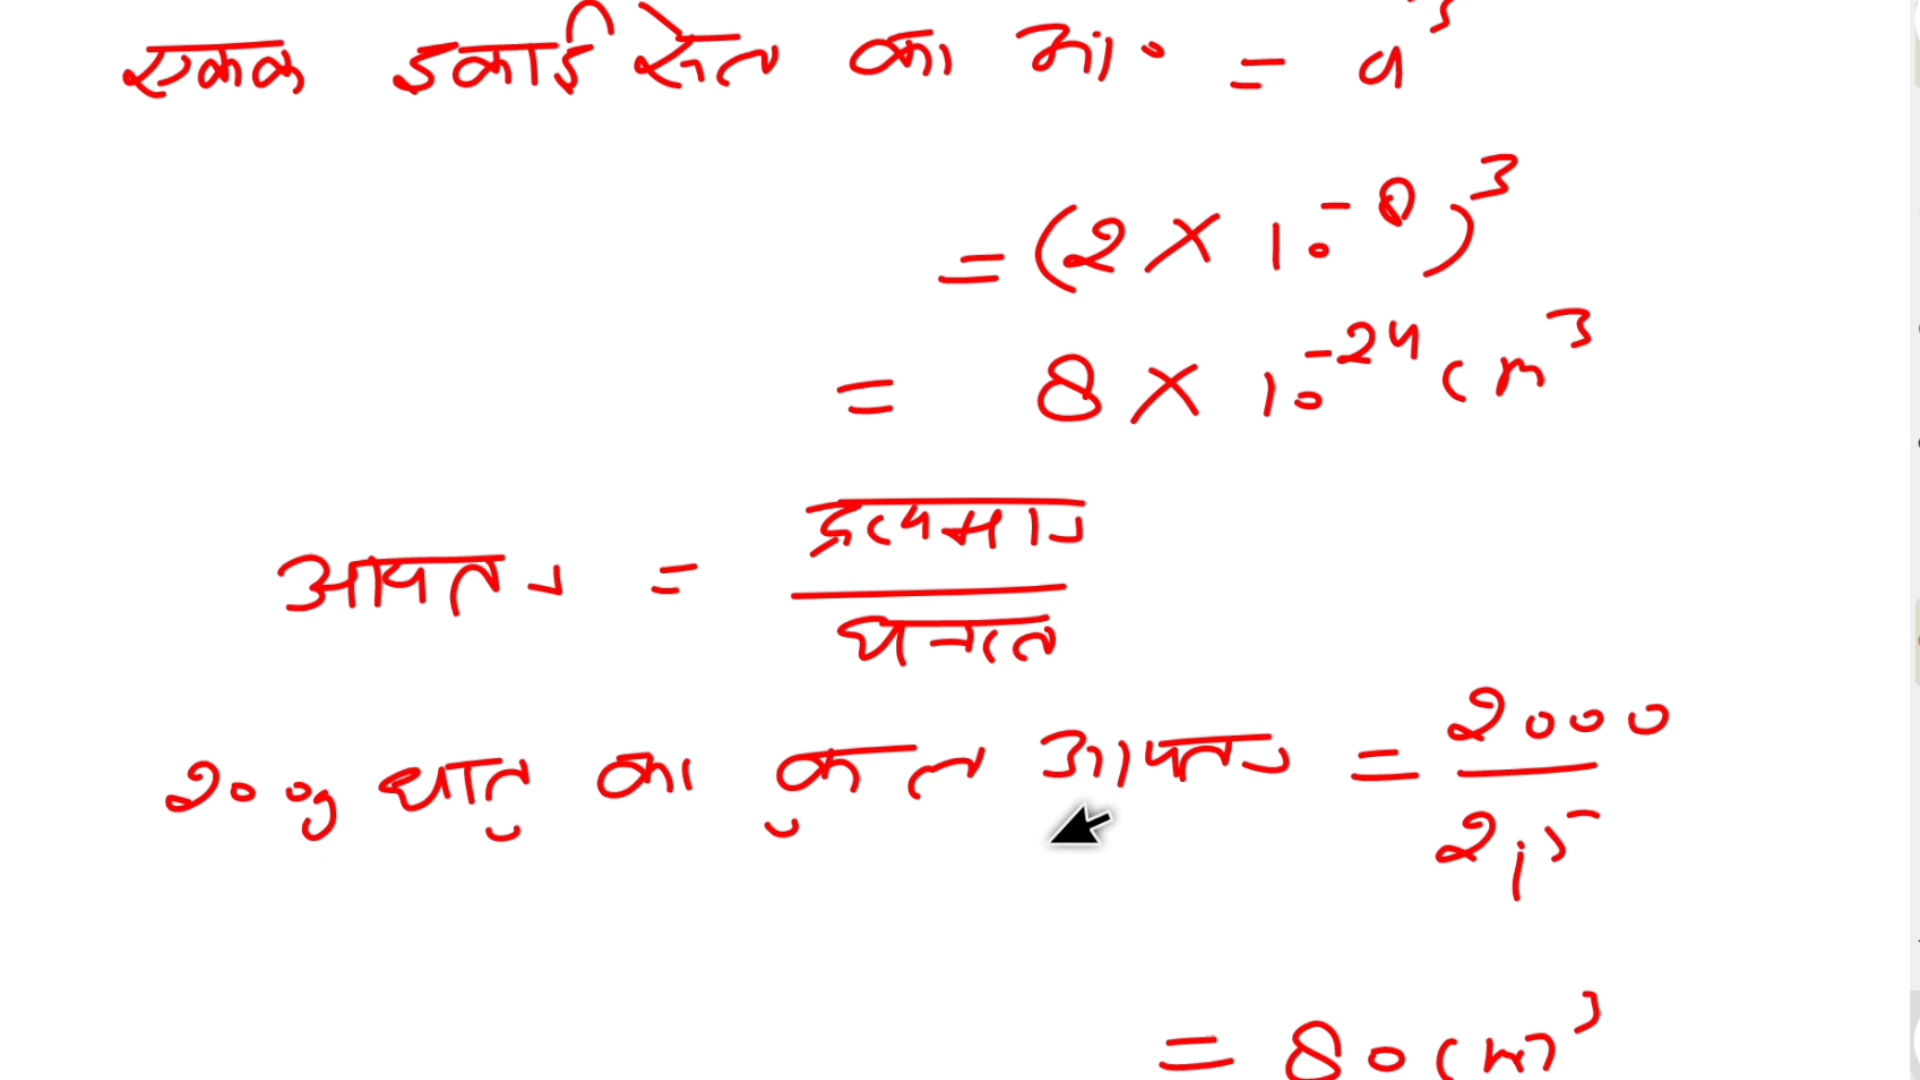 एकक इकाई सेल का आ० = a³
= (2 × 10⁻⁸)³
= 8 × 10⁻²⁴ cm³
आयतन = द्रव्यमान / घनत्व
200g धातु का कुल आयतन = 2000 / 2.5
= 80 cm³